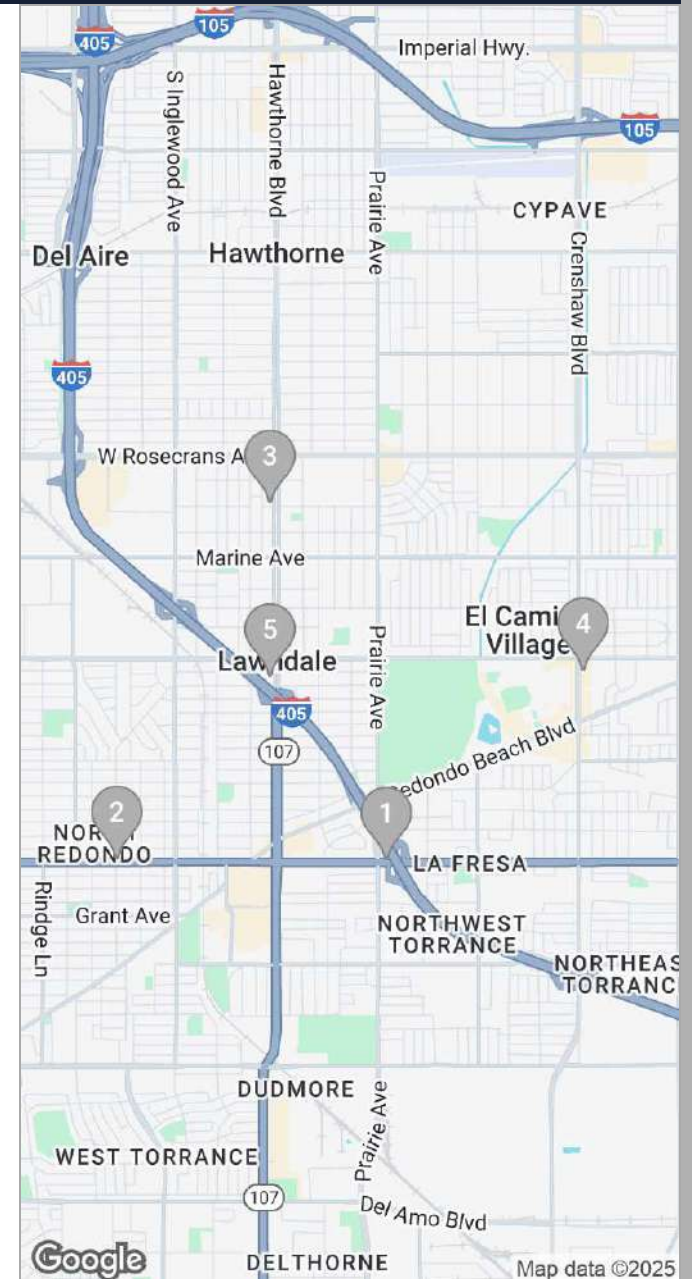 405
105
Imperial Hwy.
S Inglewood Ave
Hawthorne Blvd
Prairie Ave
105
CYPAVE
Crenshaw Blvd
Del Aire
Hawthorne
405
W Rosecrans A
3
Marine Ave
El Cami
Village
4
5
Lawndale
Prairie Ave
405
107
Redondo Beach Blvd
2
1
REDONDO
LA FRESA
Rindge Ln
Grant Ave
NORTHWEST
TORRANCE
NORTHEAS
TORRANC
DUDMORE
Prairie Ave
WEST TORRANCE
107
Del Amo Blvd
Google
DELTHORNE
Map data ©2025